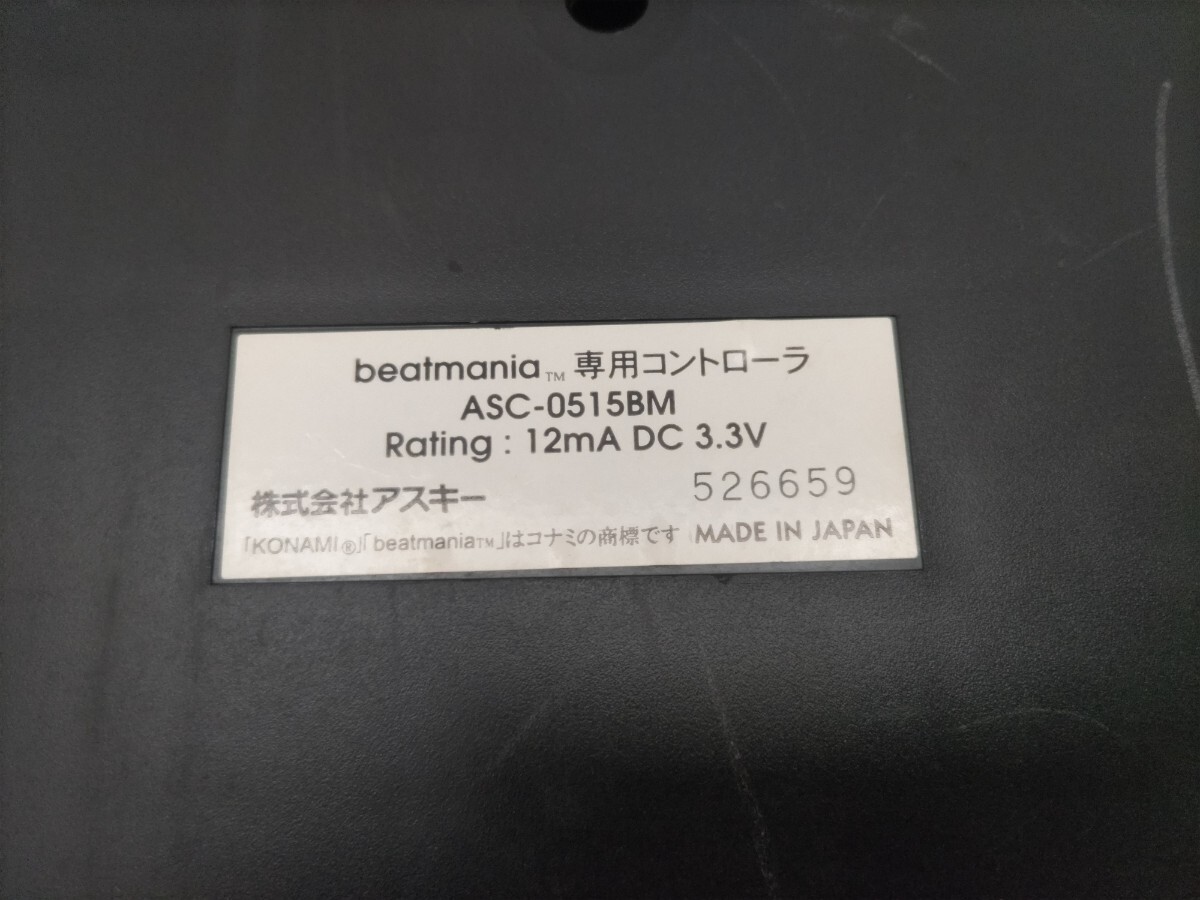 beatmania™ 専用コントローラ
ASC-0515BM
Rating : 12mA DC 3.3V
株式会社アスキー 526659
「KONAMI®」「beatmania™」はコナミの商標です MADE IN JAPAN